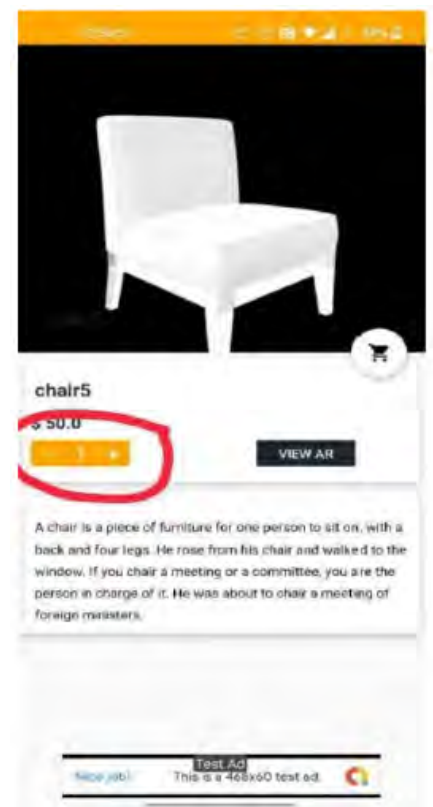 chair5
$ 50.0
- 1 +
VIEW AR
A chair is a piece of furniture for one person to sit on, with a
back and four legs. He rose from his chair and walked to the
window. If you chair a meeting or a committee, you are the
person in charge of it. He was about to chair a meeting of
foreign ministers.
Test Ad
Nice job! This is a 468x60 test ad.